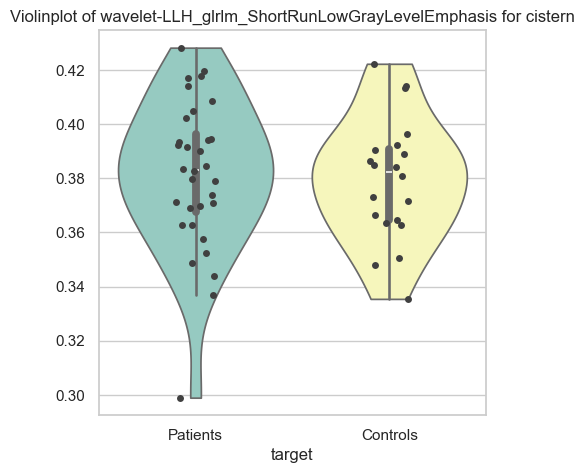 Violinplot of wavelet-LLH_glrlm_ShortRunLowGrayLevelEmphasis for cistern
0.42
0.40
0.38
0.36
0.34
0.32
0.30
Patients Controls
target